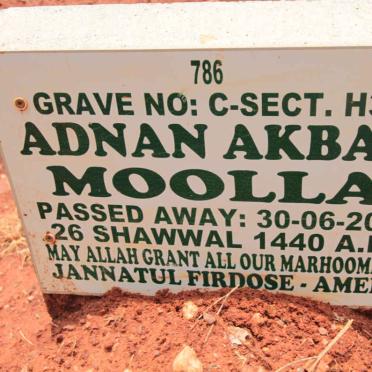 786
GRAVE NO: C-SECT. H3
ADNAN AKBA
MOOLLA
PASSED AWAY: 30-06-20
26 SHAWWAL 1440 A.
MAY ALLAH GRANT ALL OUR MARHOOM
JANNATUL FIRDOSE - AME